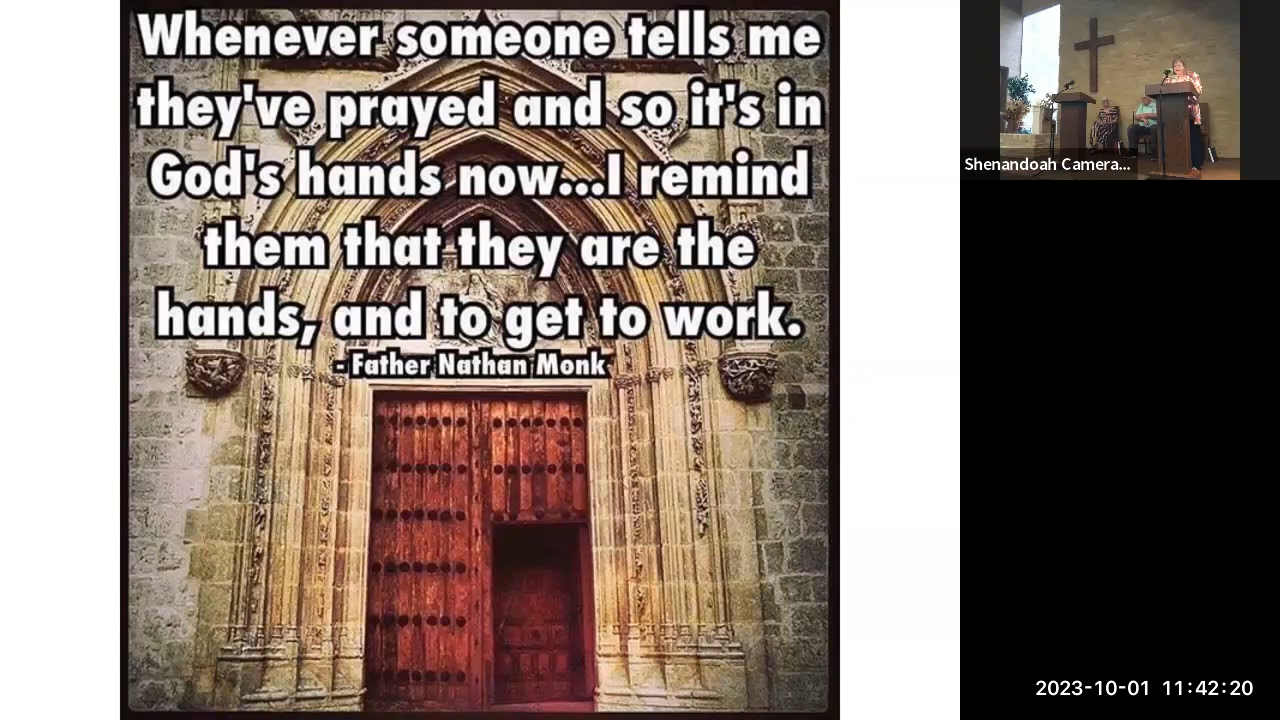 Whenever someone tells me
they've prayed and so it's in
God's hands now...I remind
them that they are the
hands, and to get to work.
- Father Nathan Monk
Shenandoah Camera...
2023-10-01 11:42:20